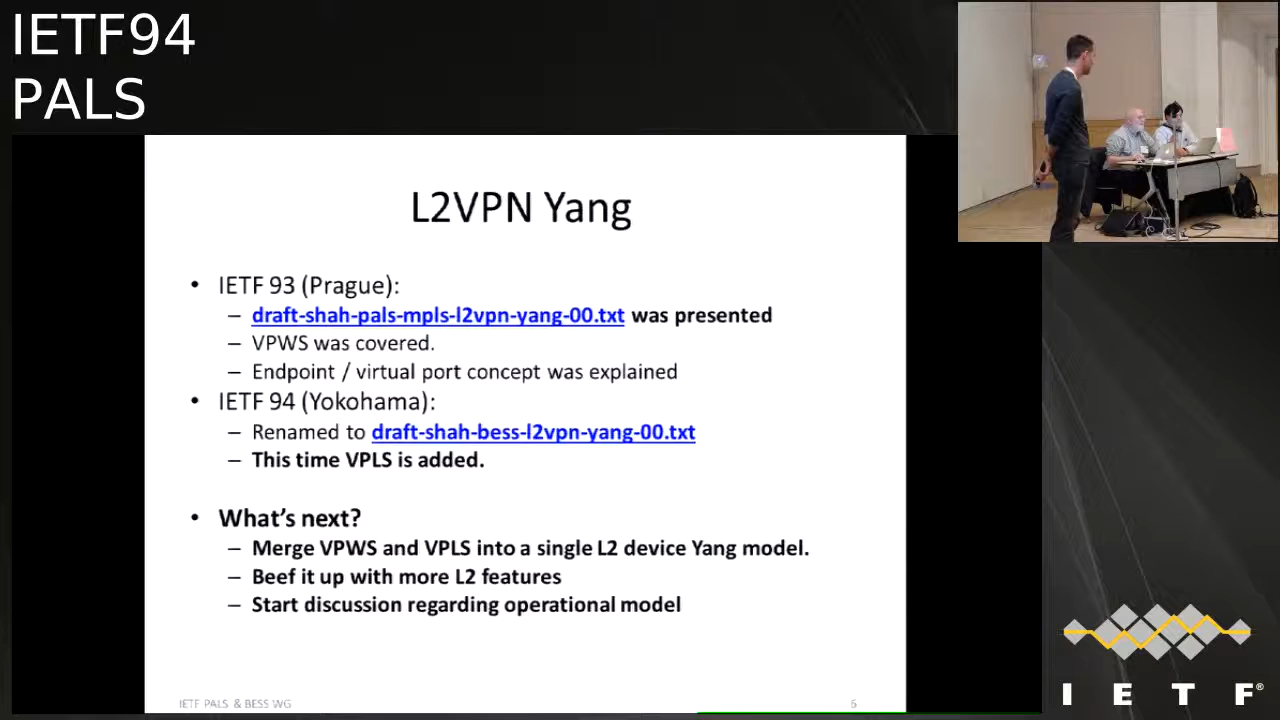 IETF94
PALS
L2VPN Yang
• IETF 93 (Prague):
– draft-shah-pals-mpls-l2vpn-yang-00.txt was presented
– VPWS was covered.
– Endpoint / virtual port concept was explained
• IETF 94 (Yokohama):
– Renamed to draft-shah-bess-l2vpn-yang-00.txt
– This time VPLS is added.
• What's next?
– Merge VPWS and VPLS into a single L2 device Yang model.
– Beef it up with more L2 features
– Start discussion regarding operational model
IETF PALS & BESS WG
I E T F®